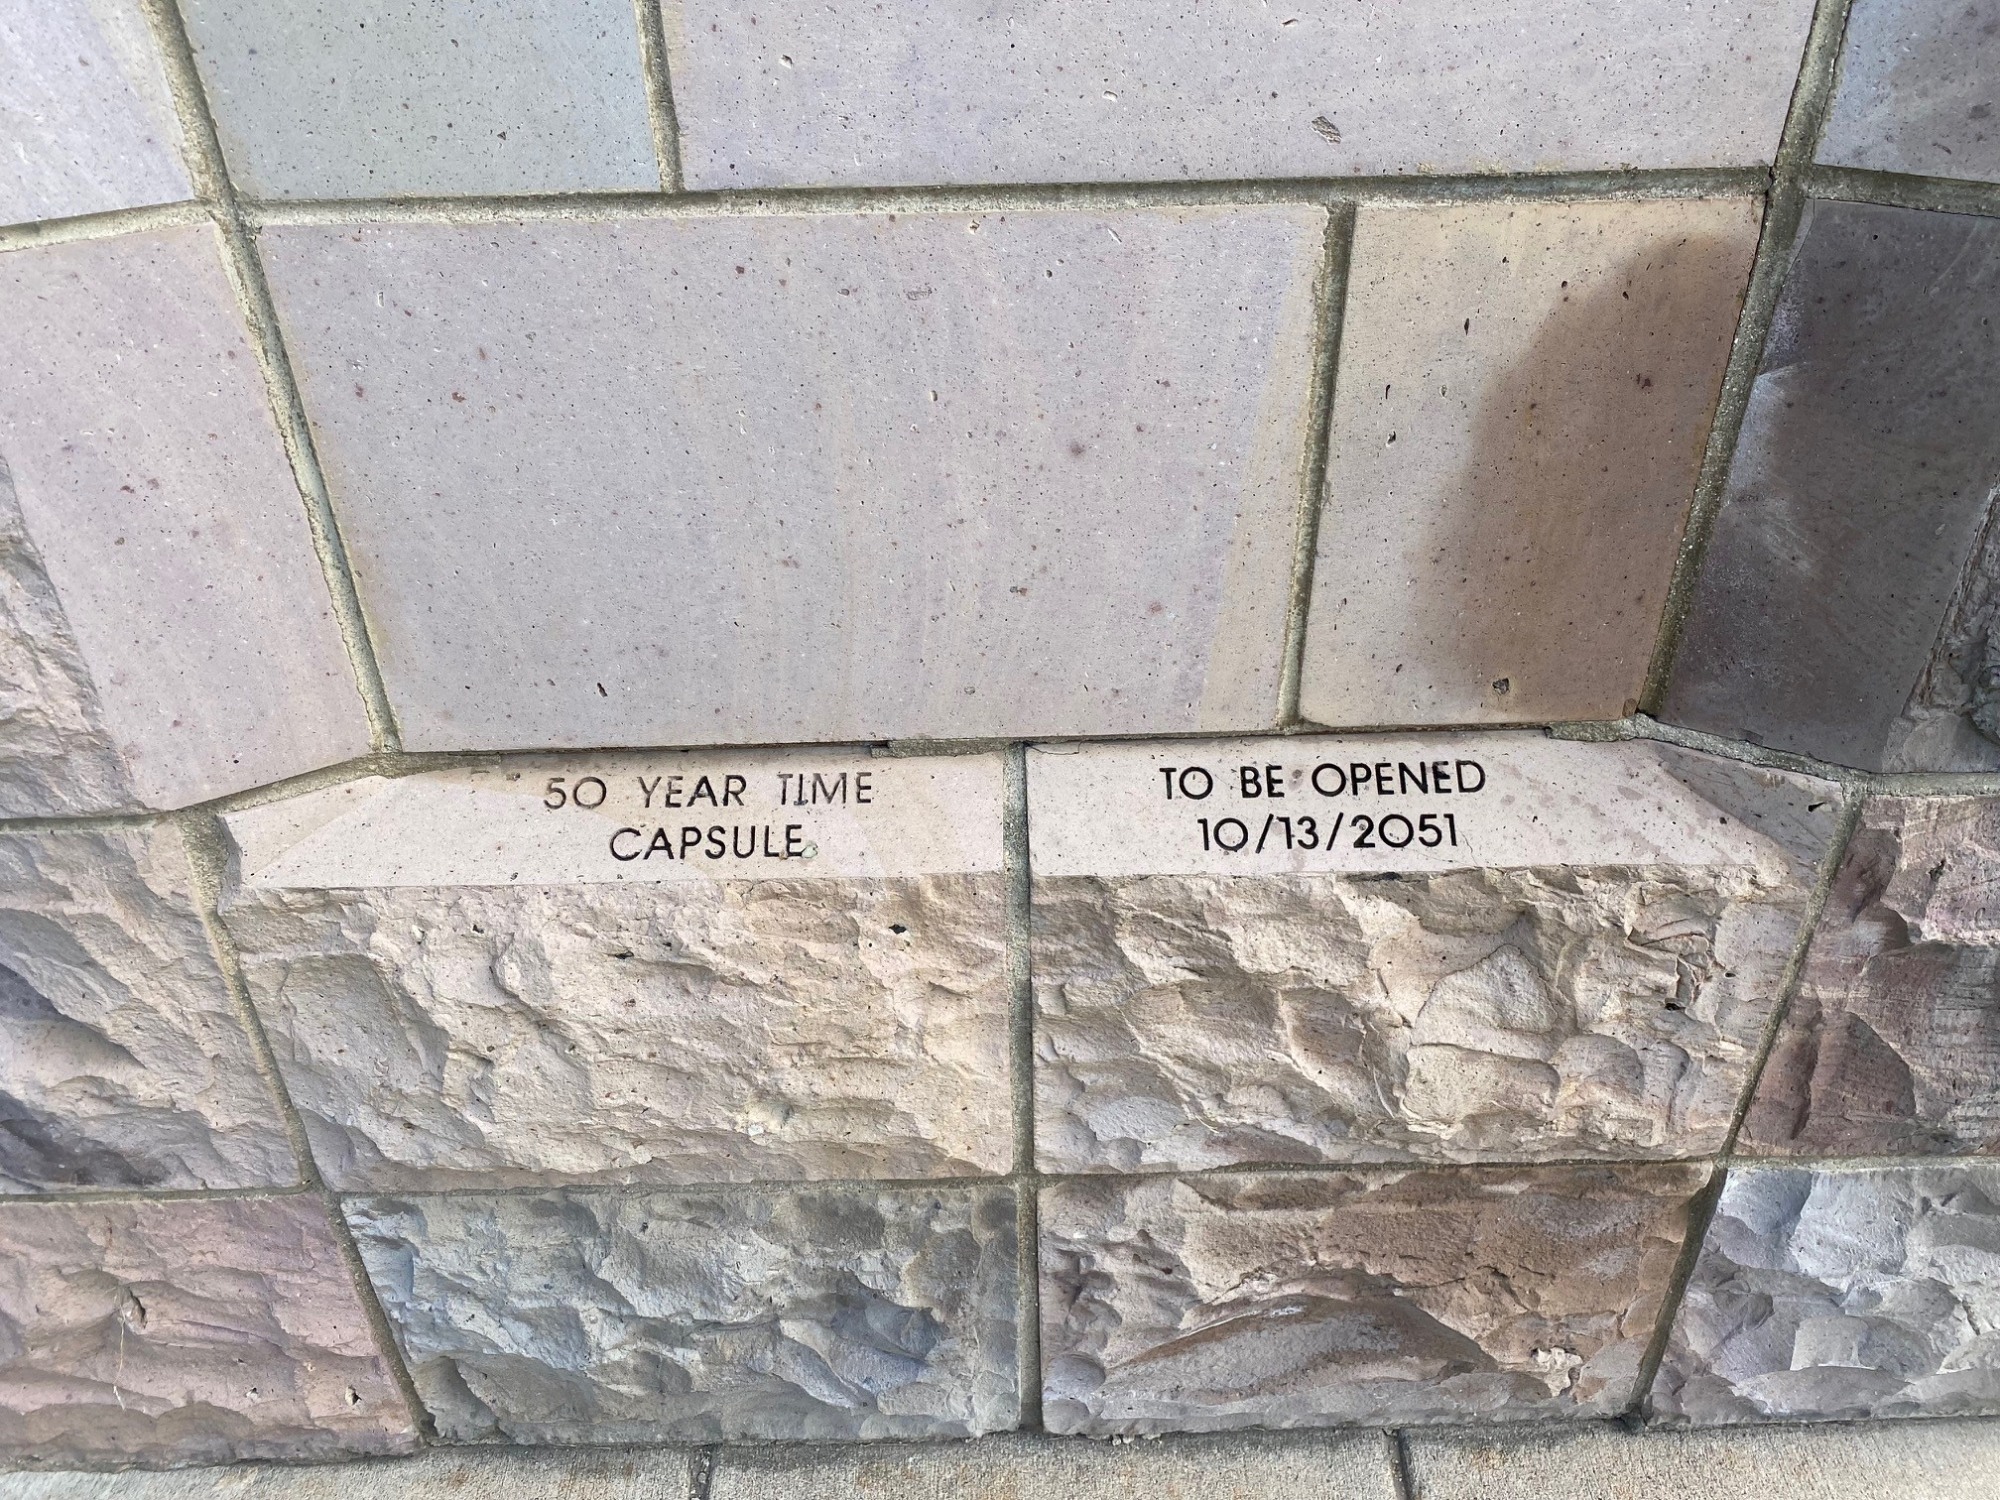 50 YEAR TIME
CAPSULE
TO BE OPENED
10/13/2051